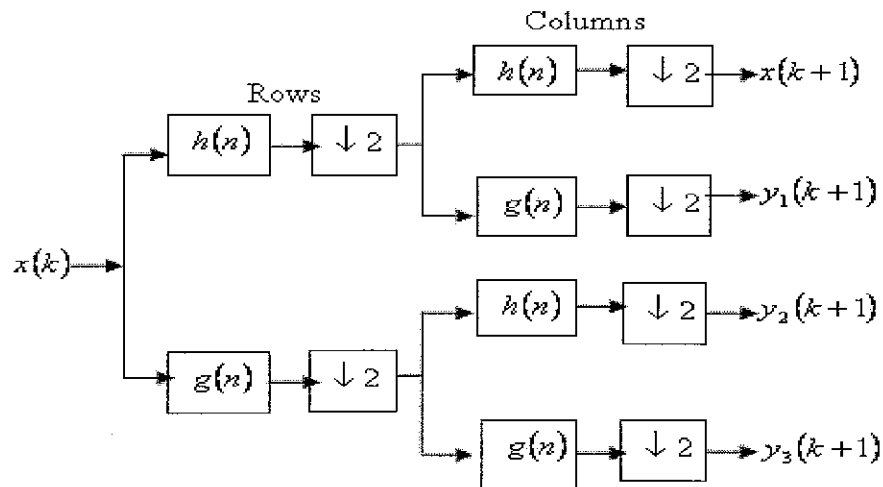 Columns
h(n) ↓ 2 x(k+1)
Rows
h(n) ↓ 2
g(n) ↓ 2 y₁(k+1)
x(k)
h(n) ↓ 2 y₂(k+1)
g(n) ↓ 2
g(n) ↓ 2 y₃(k+1)